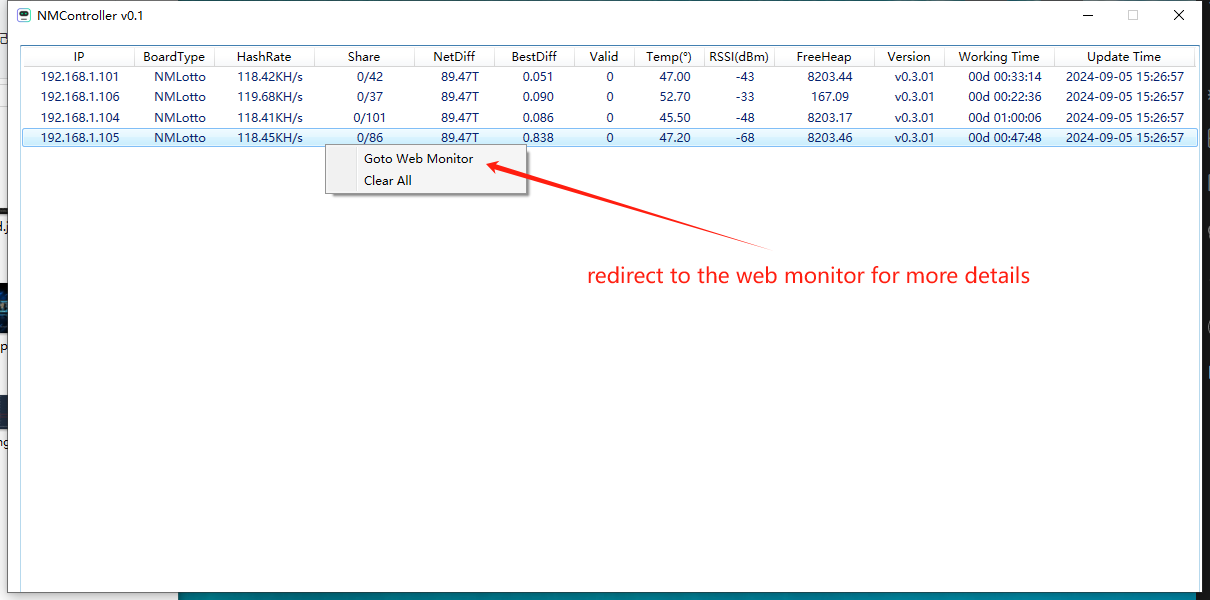 NMController v0.1
IP BoardType HashRate Share NetDiff BestDiff Valid Temp(°) RSSI(dBm) FreeHeap Version Working Time Update Time
192.168.1.101 NMLotto 118.42KH/s 0/42 89.47T 0.051 0 47.00 -43 8203.44 v0.3.01 00d 00:33:14 2024-09-05 15:26:57
192.168.1.106 NMLotto 119.68KH/s 0/37 89.47T 0.090 0 52.70 -33 167.09 v0.3.01 00d 00:22:36 2024-09-05 15:26:57
192.168.1.104 NMLotto 118.41KH/s 0/101 89.47T 0.086 0 45.50 -48 8203.17 v0.3.01 00d 01:00:06 2024-09-05 15:26:57
192.168.1.105 NMLotto 118.45KH/s 0/86 89.47T 0.838 0 47.20 -68 8203.46 v0.3.01 00d 00:47:48 2024-09-05 15:26:57
Goto Web Monitor
Clear All
redirect to the web monitor for more details